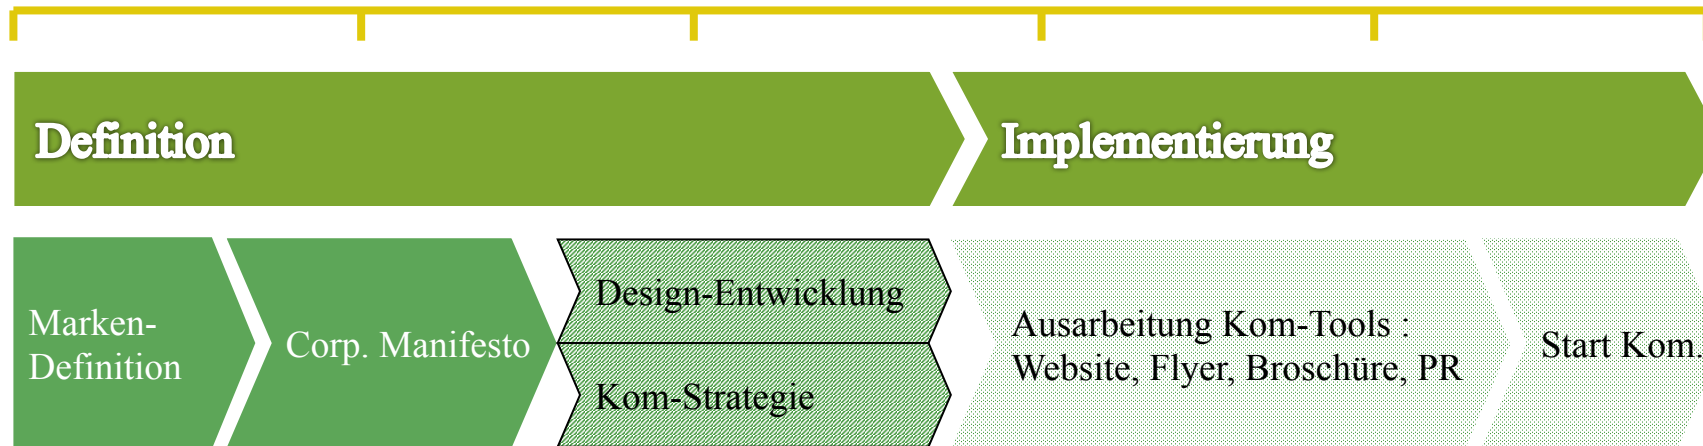 Definition
Implementierung
Marken-
Definition
Corp. Manifesto
Design-Entwicklung
Kom-Strategie
Ausarbeitung Kom-Tools :
Website, Flyer, Broschüre, PR
Start Kom.